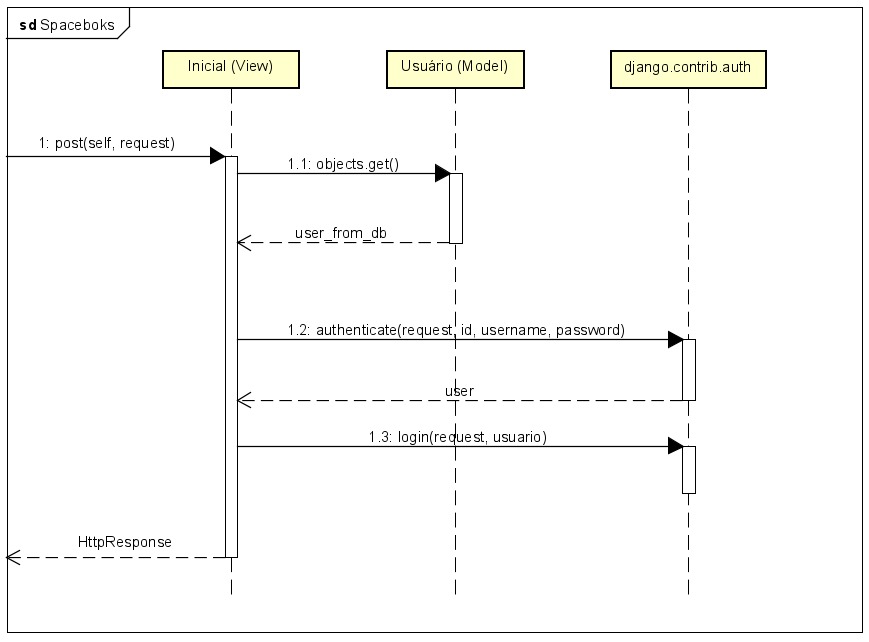 sd Spaceboks
Inicial (View)
Usuário (Model)
django.contrib.auth
1: post(self, request)
1.1: objects.get()
user_from_db
1.2: authenticate(request, id, username, password)
user
1.3: login(request, usuario)
HttpResponse